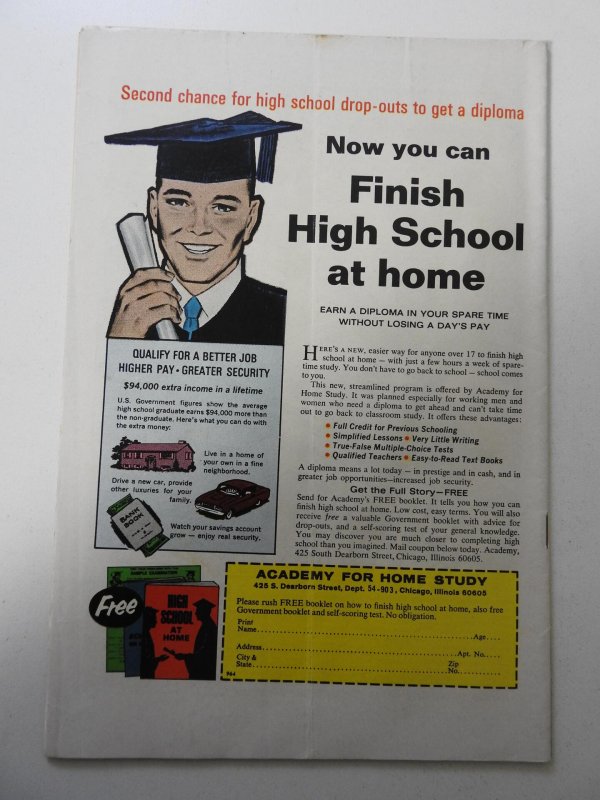 Second chance for high school drop-outs to get a diploma
Now you can
Finish
High School
at home
EARN A DIPLOMA IN YOUR SPARE TIME
WITHOUT LOSING A DAY'S PAY
QUALIFY FOR A BETTER JOB
HIGHER PAY • GREATER SECURITY
$94,000 extra income in a lifetime
U.S. Government figures show the average
high school graduate earns $94,000 more than
the non-graduate. Here's what you can do with
the extra money:
Live in a home of
your own in a fine
neighborhood.
Drive a new car, provide
other luxuries for your
family.
BANK
BOOK
Watch your savings account
grow — enjoy real security.
HERE'S A NEW, easier way for anyone over 17 to finish high
school at home — with just a few hours a week of spare-
time study. You don't have to go back to school — school comes
to you.
This new, streamlined program is offered by Academy for
Home Study. It was planned especially for working men and
women who need a diploma to get ahead and can't take time
out to go back to classroom study. It offers these advantages:
• Full Credit for Previous Schooling
• Simplified Lessons • Very Little Writing
• True-False Multiple-Choice Tests
• Qualified Teachers • Easy-to-Read Text Books
A diploma means a lot today — in prestige and in cash, and in
greater job opportunities—increased job security.
Get the Full Story—FREE
Send for Academy's FREE booklet. It tells you how you can
finish high school at home. Low cost, easy terms. You will also
receive free a valuable Government booklet with advice for
drop-outs, and a self-scoring test of your general knowledge.
You may discover you are much closer to completing high
school than you imagined. Mail coupon below today. Academy,
425 South Dearborn Street, Chicago, Illinois 60605.
Free
SAMPLE EXAMINATION
HIGH
SCHOOL
AT
HOME
ACADEMY FOR HOME STUDY
425 S. Dearborn Street, Dept. 54-903, Chicago, Illinois 60605
Please rush FREE booklet on how to finish high school at home, also free
Government booklet and self-scoring test. No obligation.
Print
Name Age
Address Apt. No.
City & Zip
State No.
964